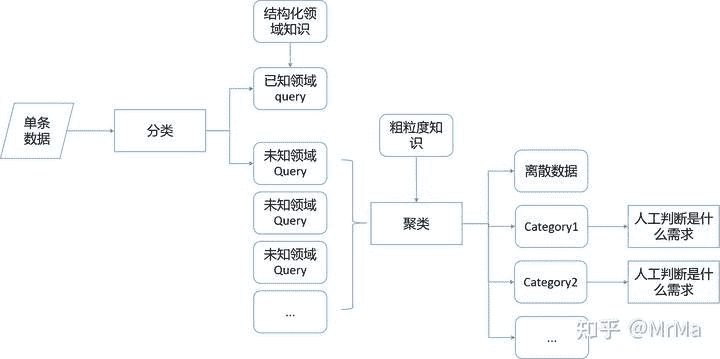 结构化领
域知识
已知领域
query
单条
数据
分类
粗粒度知
识
未知领域
Query
未知领域
Query
未知领域
Query
...
聚类
离散数据
Category1
人工判断是什
么需求
Category2
人工判断是什
么需求
...
知乎 @MrMa